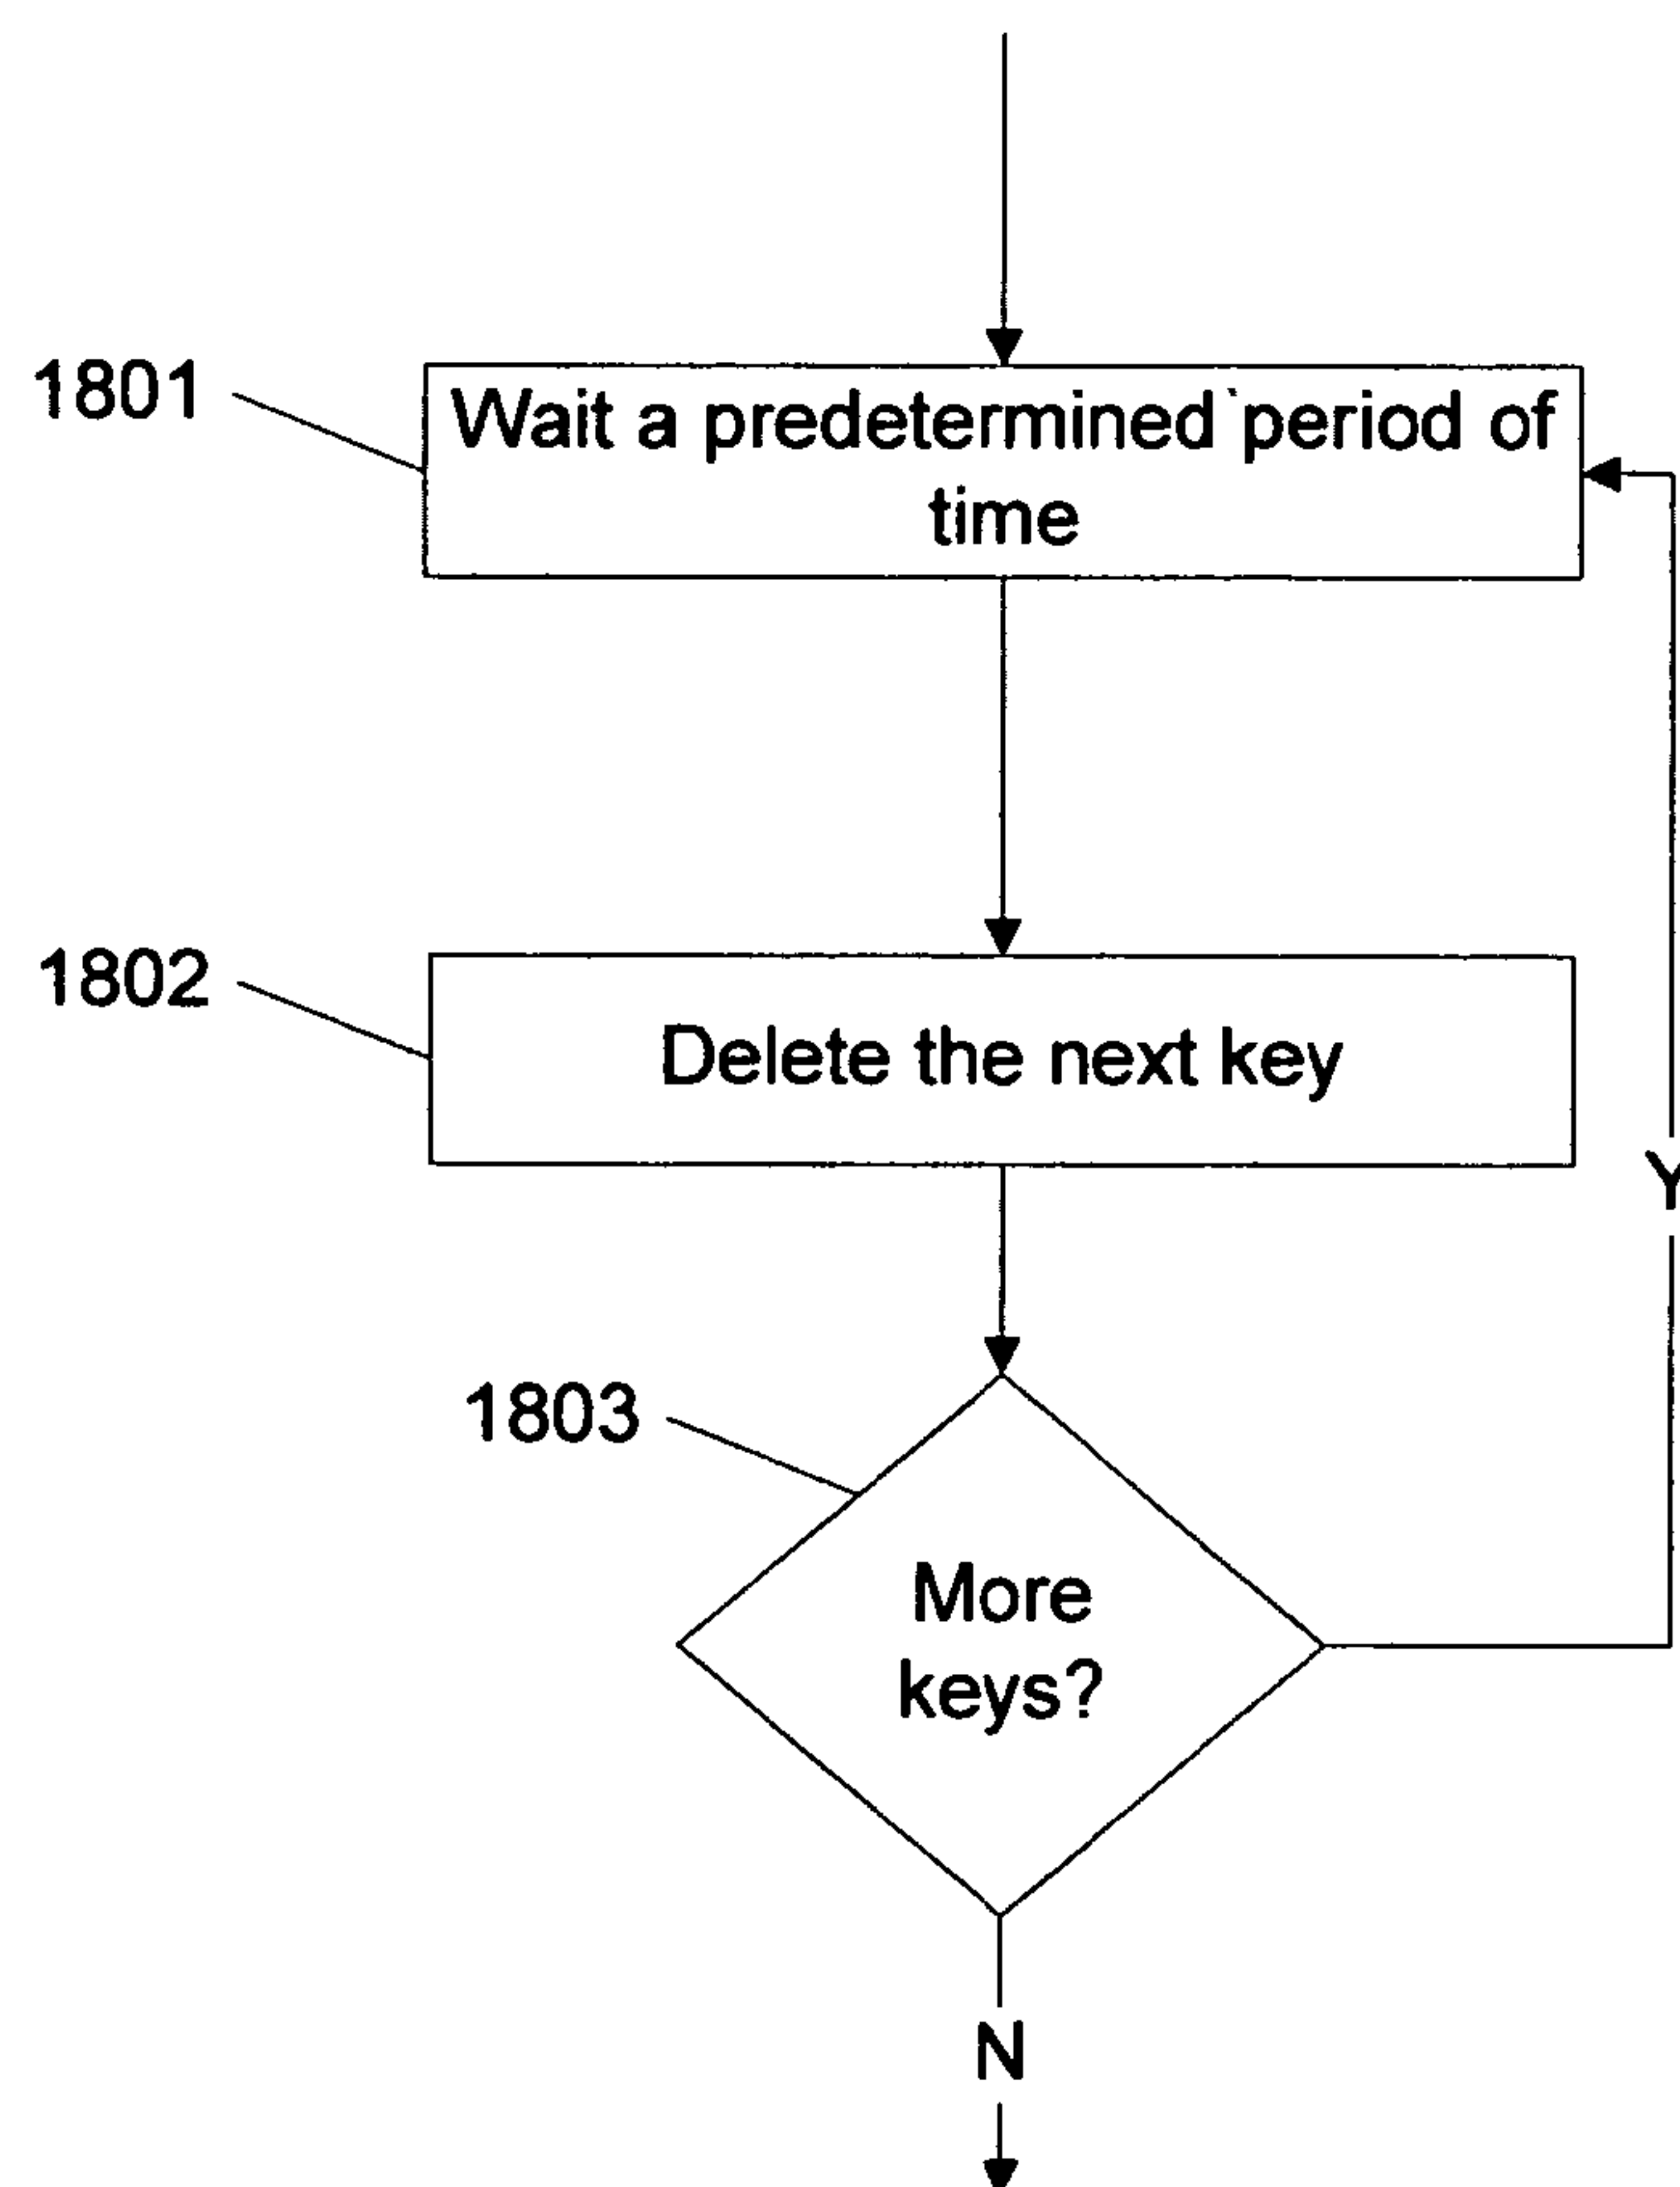 1801
Wait a predetermined period of
time
1802
Delete the next key
Y
1803
More
keys?
N